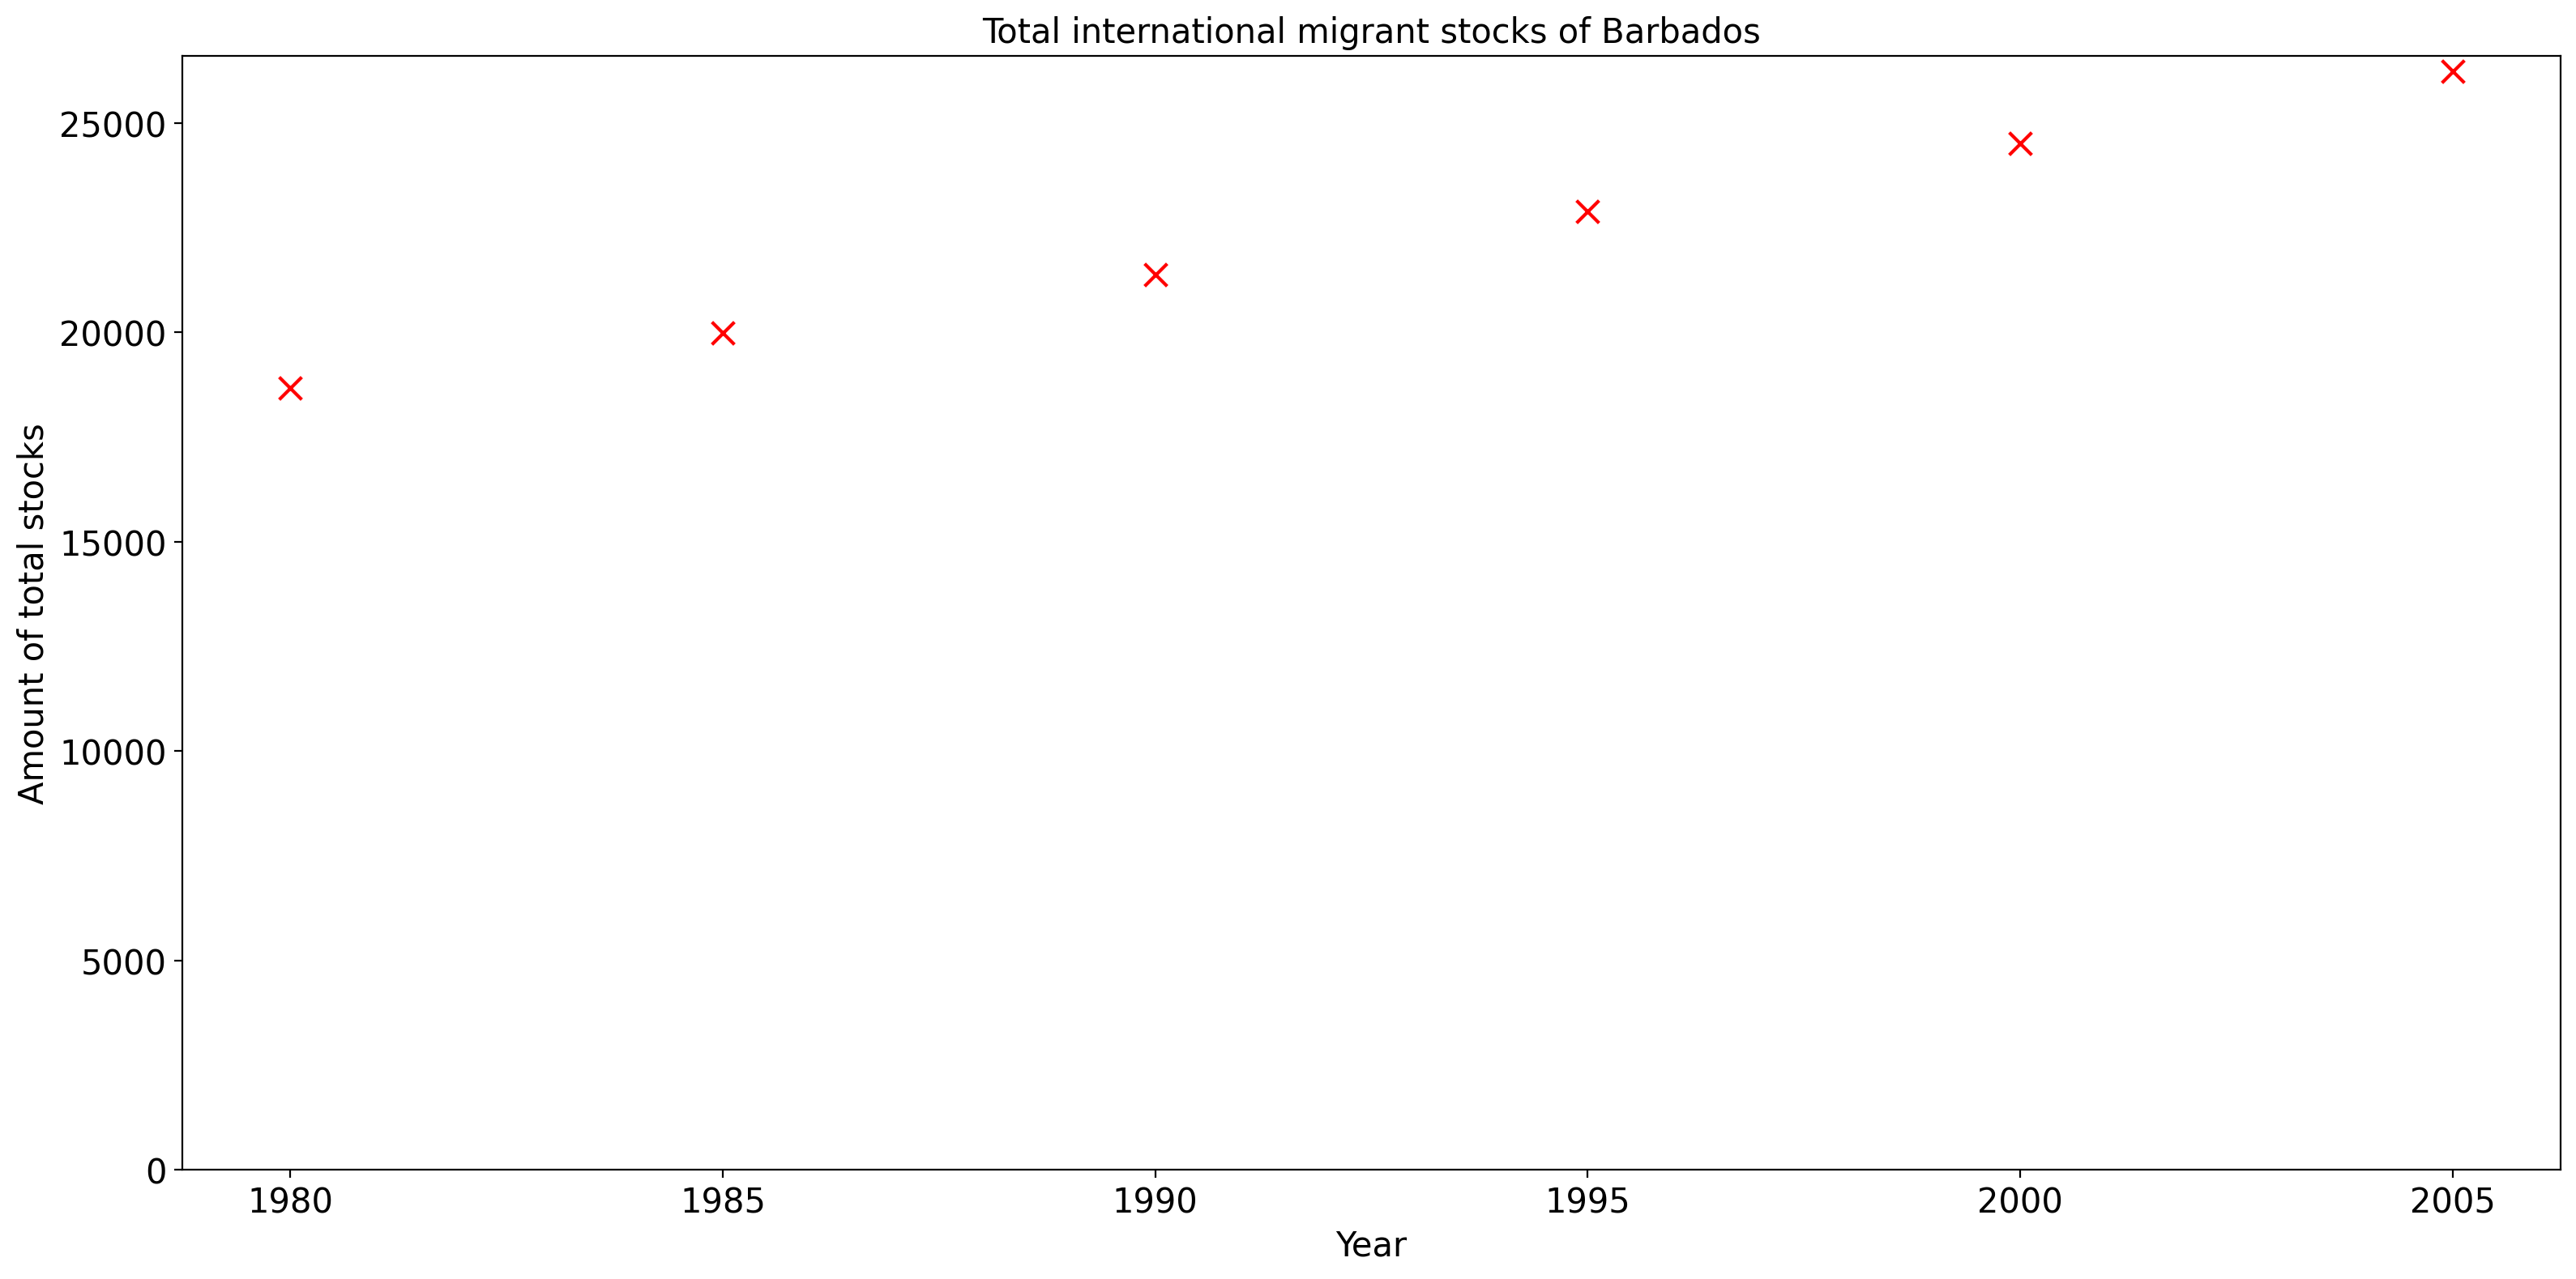 Total international migrant stocks of Barbados
Amount of total stocks
25000
20000
15000
10000
5000
0
1980 1985 1990 1995 2000 2005
Year